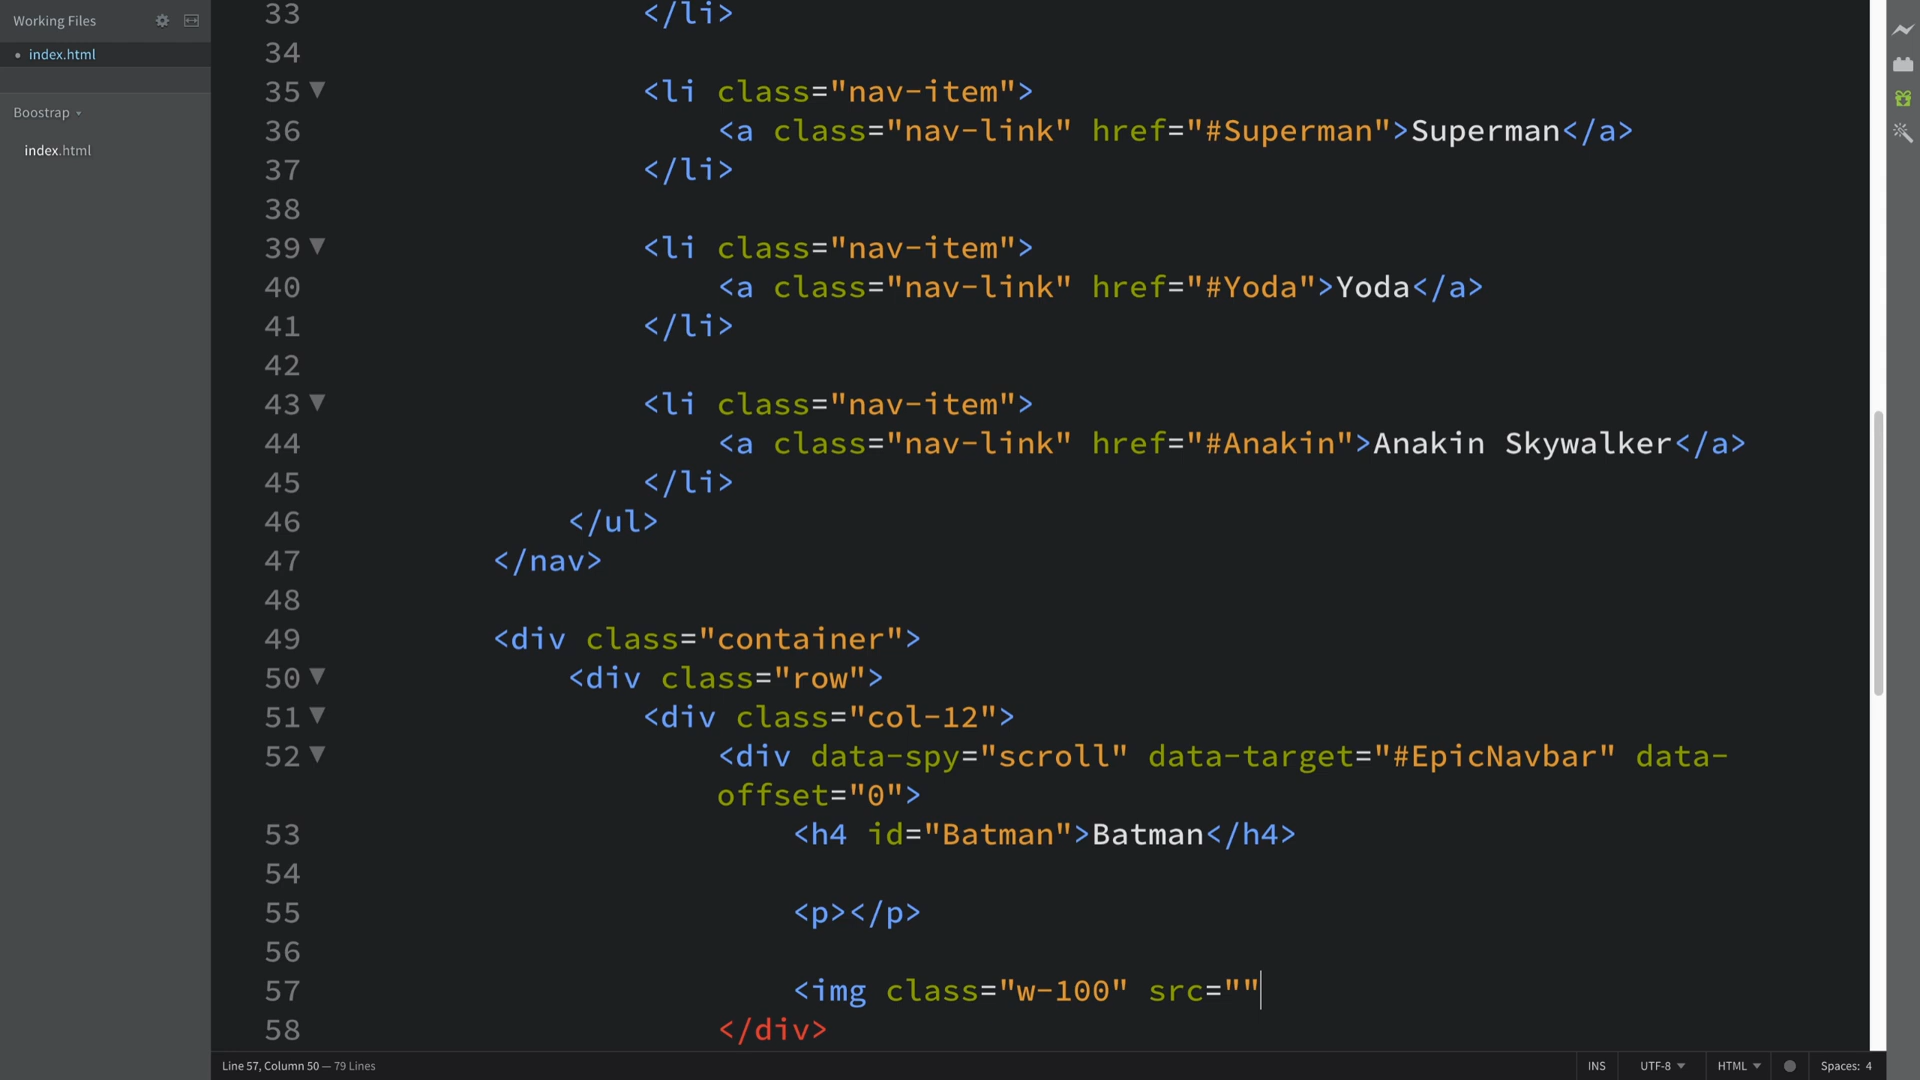 Working Files
index.html
Boostrap
index.html
33 </li>
34
35 <li class="nav-item">
36 <a class="nav-link" href="#Superman">Superman</a>
37 </li>
38
39 <li class="nav-item">
40 <a class="nav-link" href="#Yoda">Yoda</a>
41 </li>
42
43 <li class="nav-item">
44 <a class="nav-link" href="#Anakin">Anakin Skywalker</a>
45 </li>
46 </ul>
47 </nav>
48
49 <div class="container">
50 <div class="row">
51 <div class="col-12">
52 <div data-spy="scroll" data-target="#EpicNavbar" data-
offset="0">
53 <h4 id="Batman">Batman</h4>
54
55 <p></p>
56
57 <img class="w-100" src=""
58 </div>
Line 57, Column 50 — 79 Lines INS UTF-8 HTML Spaces: 4